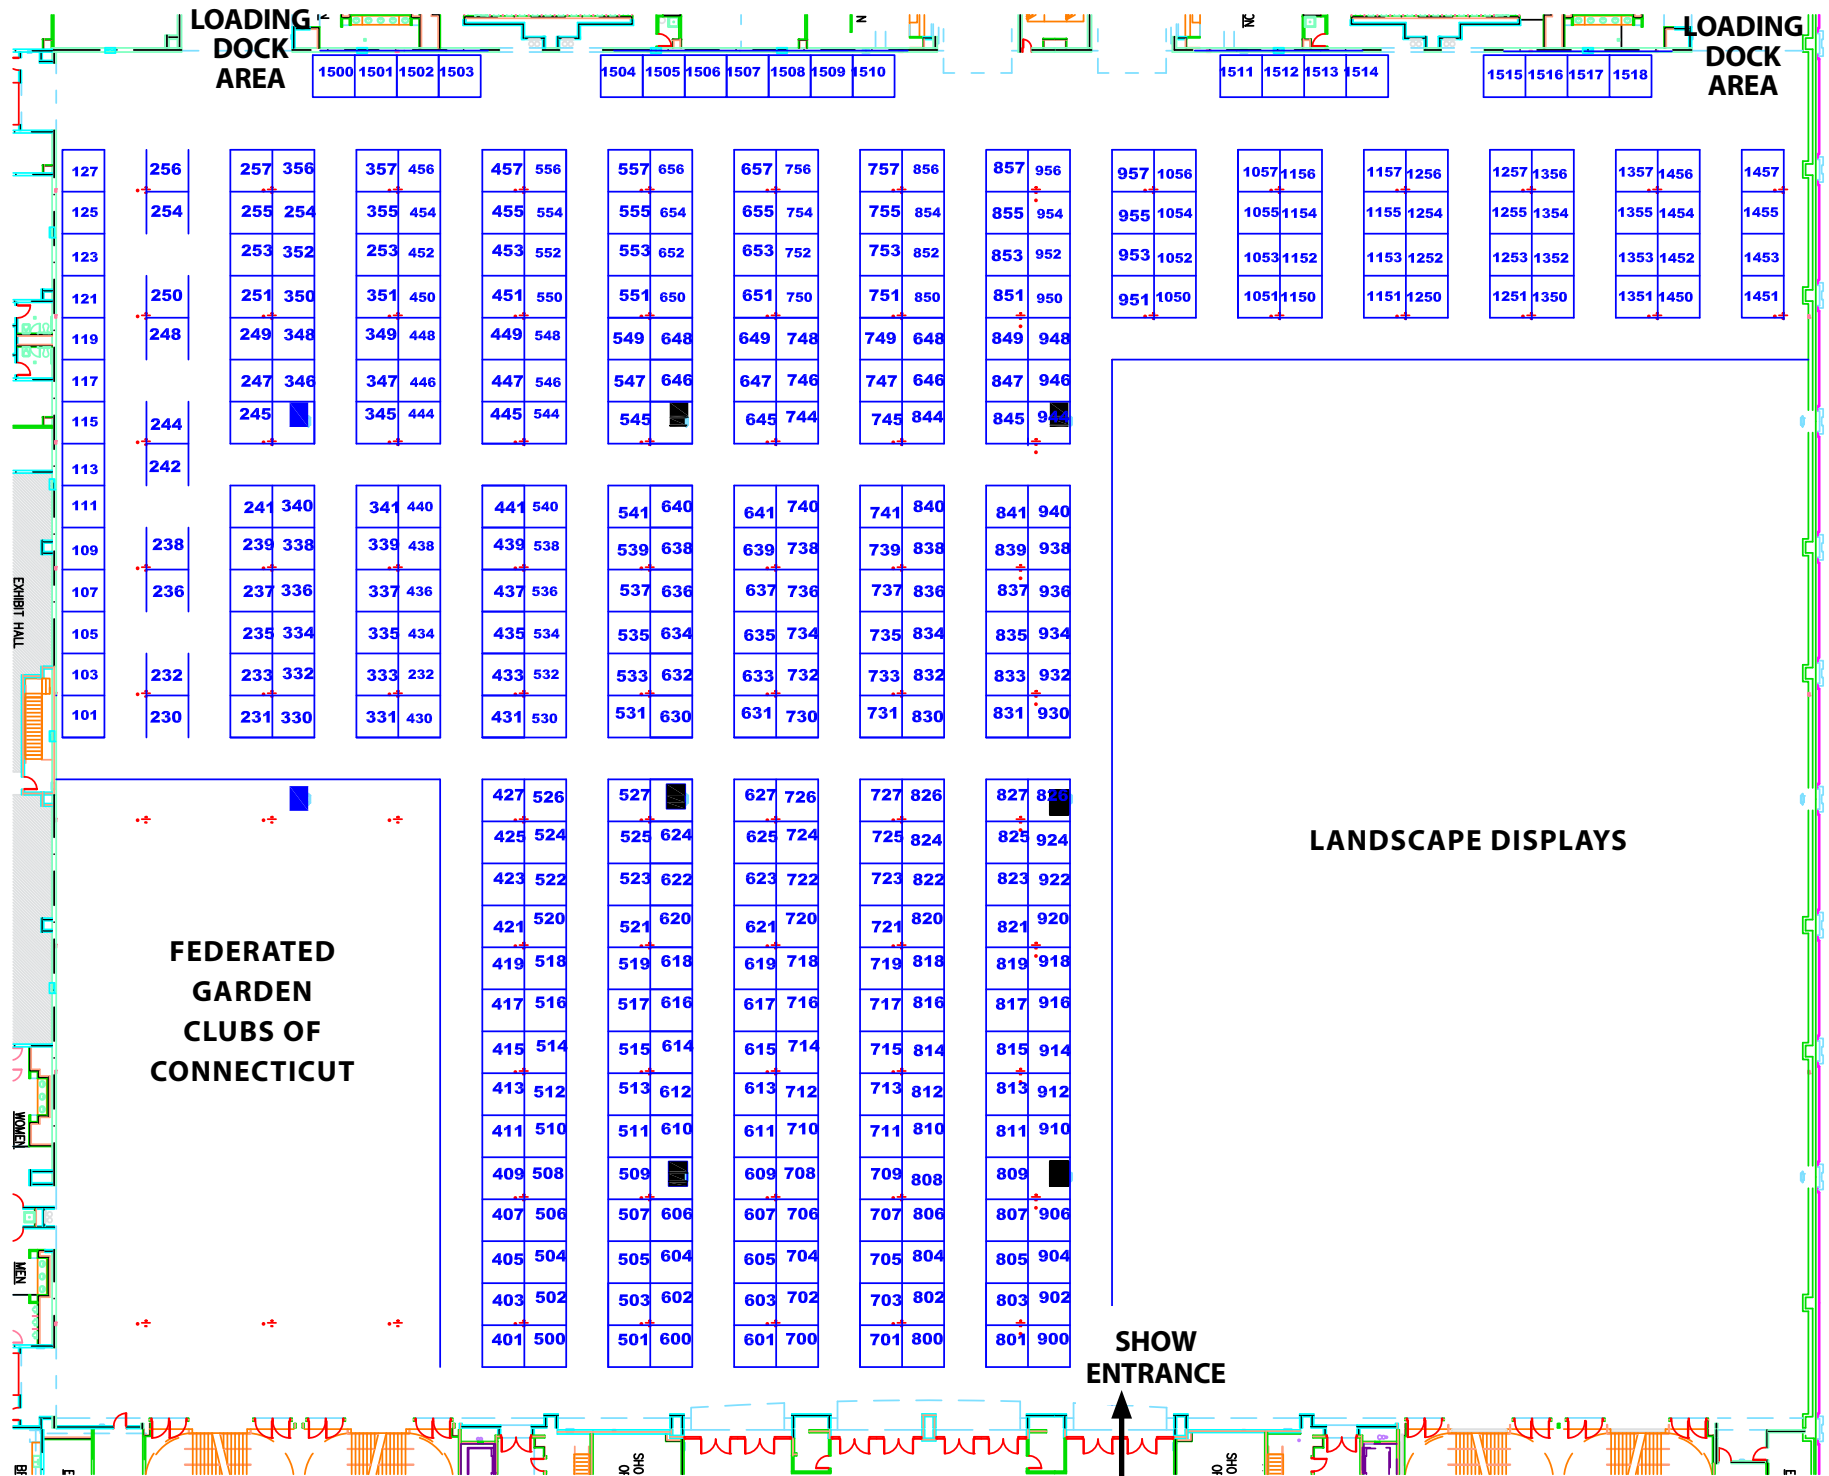 LOADING DOCK AREA
LOADING DOCK AREA
1500 1501 1502 1503
1504 1505 1506 1507 1508 1509 1510
1511 1512 1513 1514
1515 1516 1517 1518
127 256 257 356 357 456 457 556 557 656 657 756 757 856 857 956 957 1056 1057 1156 1157 1256 1257 1356 1357 1456 1457
125 254 255 254 355 454 455 554 555 654 655 754 755 854 855 954 955 1054 1055 1154 1155 1254 1255 1354 1355 1454 1455
123 253 352 253 452 453 552 553 652 653 752 753 852 853 952 953 1052 1053 1152 1153 1252 1253 1352 1353 1452 1453
121 250 251 350 351 450 451 550 551 650 651 750 751 850 851 950 951 1050 1051 1150 1151 1250 1251 1350 1351 1450 1451
119 248 249 348 349 448 449 548 549 648 649 748 749 648 849 948
117 247 346 347 446 447 546 547 646 647 746 747 646 847 946
115 244 245 345 444 445 544 545 645 744 745 844 845 944
113 242
111 241 340 341 440 441 540 541 640 641 740 741 840 841 940
109 238 239 338 339 438 439 538 539 638 639 738 739 838 839 938
107 236 237 336 337 436 437 536 537 636 637 736 737 836 837 936
105 235 334 335 434 435 534 535 634 635 734 735 834 835 934
103 232 233 332 333 232 433 532 533 632 633 732 733 832 833 932
101 230 231 330 331 430 431 530 531 630 631 730 731 830 831 930
EXHIBIT HALL
427 526 527 627 726 727 826 827 826
425 524 525 624 625 724 725 824 825 924
423 522 523 622 623 722 723 822 823 922
421 520 521 620 621 720 721 820 821 920
419 518 519 618 619 718 719 818 819 918
417 516 517 616 617 716 717 816 817 916
415 514 515 614 615 714 715 814 815 914
413 512 513 612 613 712 713 812 813 912
411 510 511 610 611 710 711 810 811 910
409 508 509 609 708 709 808 809
407 506 507 606 607 706 707 806 807 906
405 504 505 604 605 704 705 804 805 904
403 502 503 602 603 702 703 802 803 902
401 500 501 600 601 700 701 800 801 900
LANDSCAPE DISPLAYS
FEDERATED
GARDEN
CLUBS OF
CONNECTICUT
WOMEN
MEN
SHOW
ENTRANCE